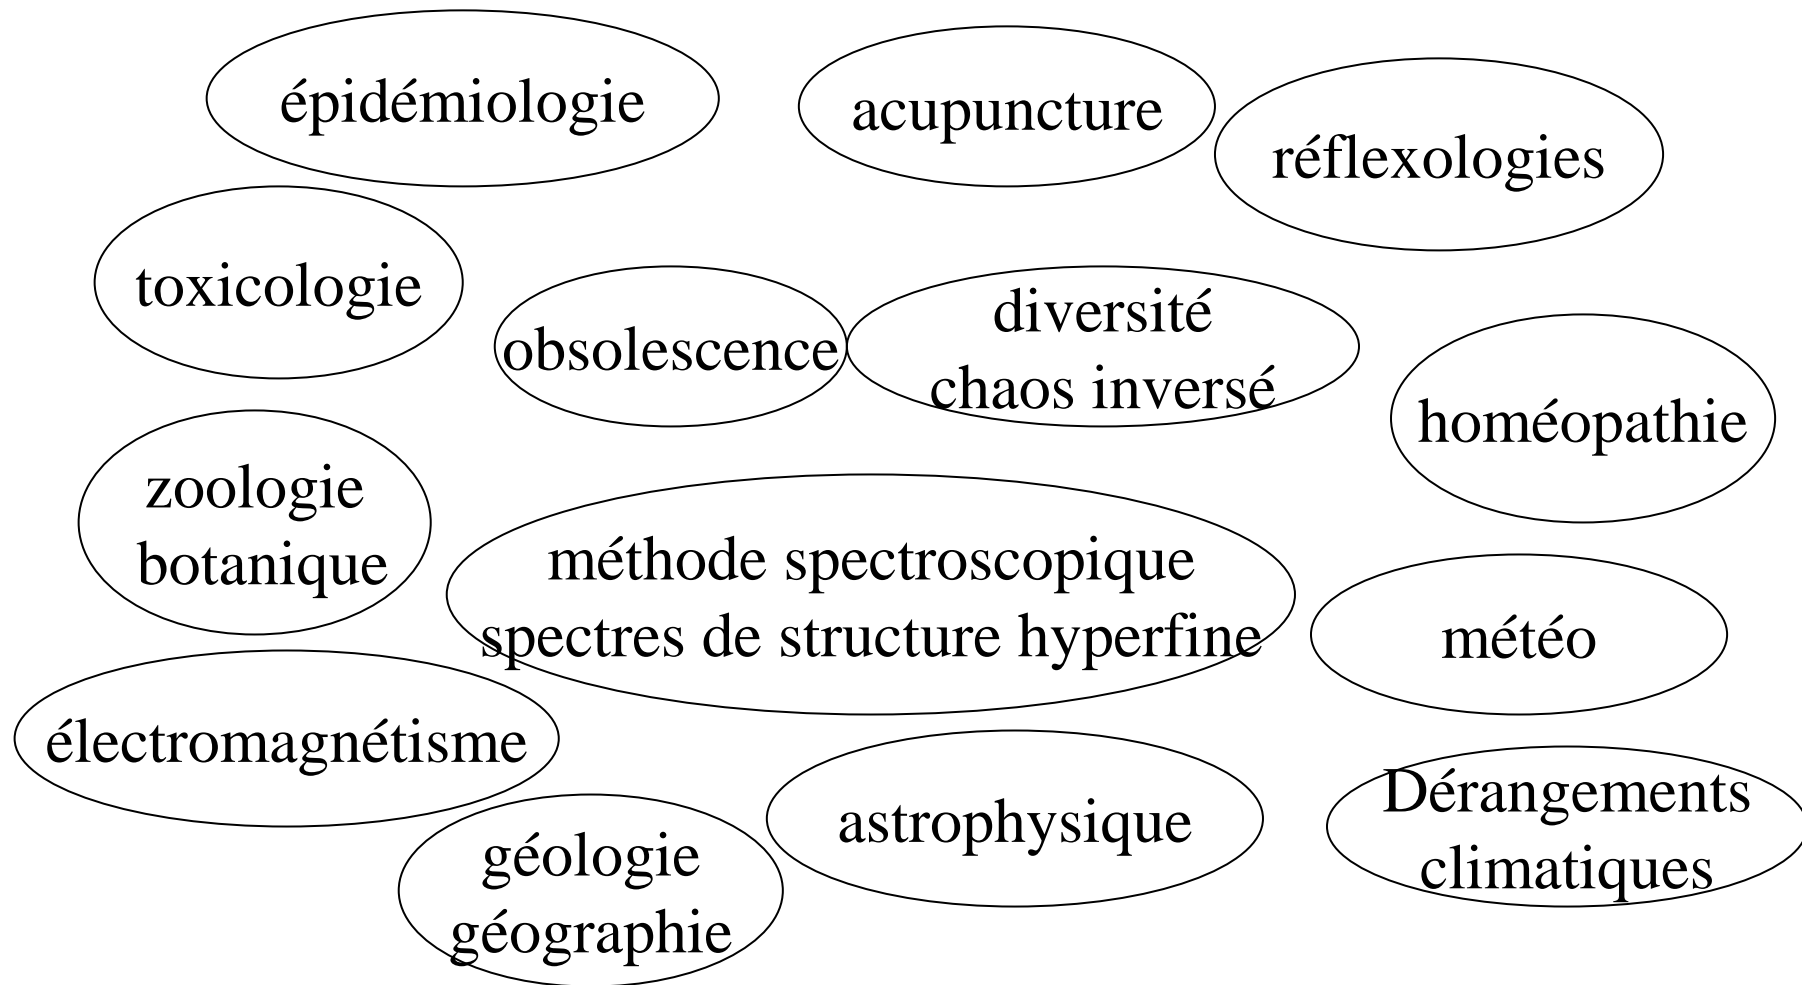 épidémiologie
acupuncture
réflexologies
toxicologie
obsolescence
diversité
chaos inversé
homéopathie
zoologie
botanique
méthode spectroscopique
spectres de structure hyperfine
météo
électromagnétisme
géologie
géographie
astrophysique
Dérangements
climatiques